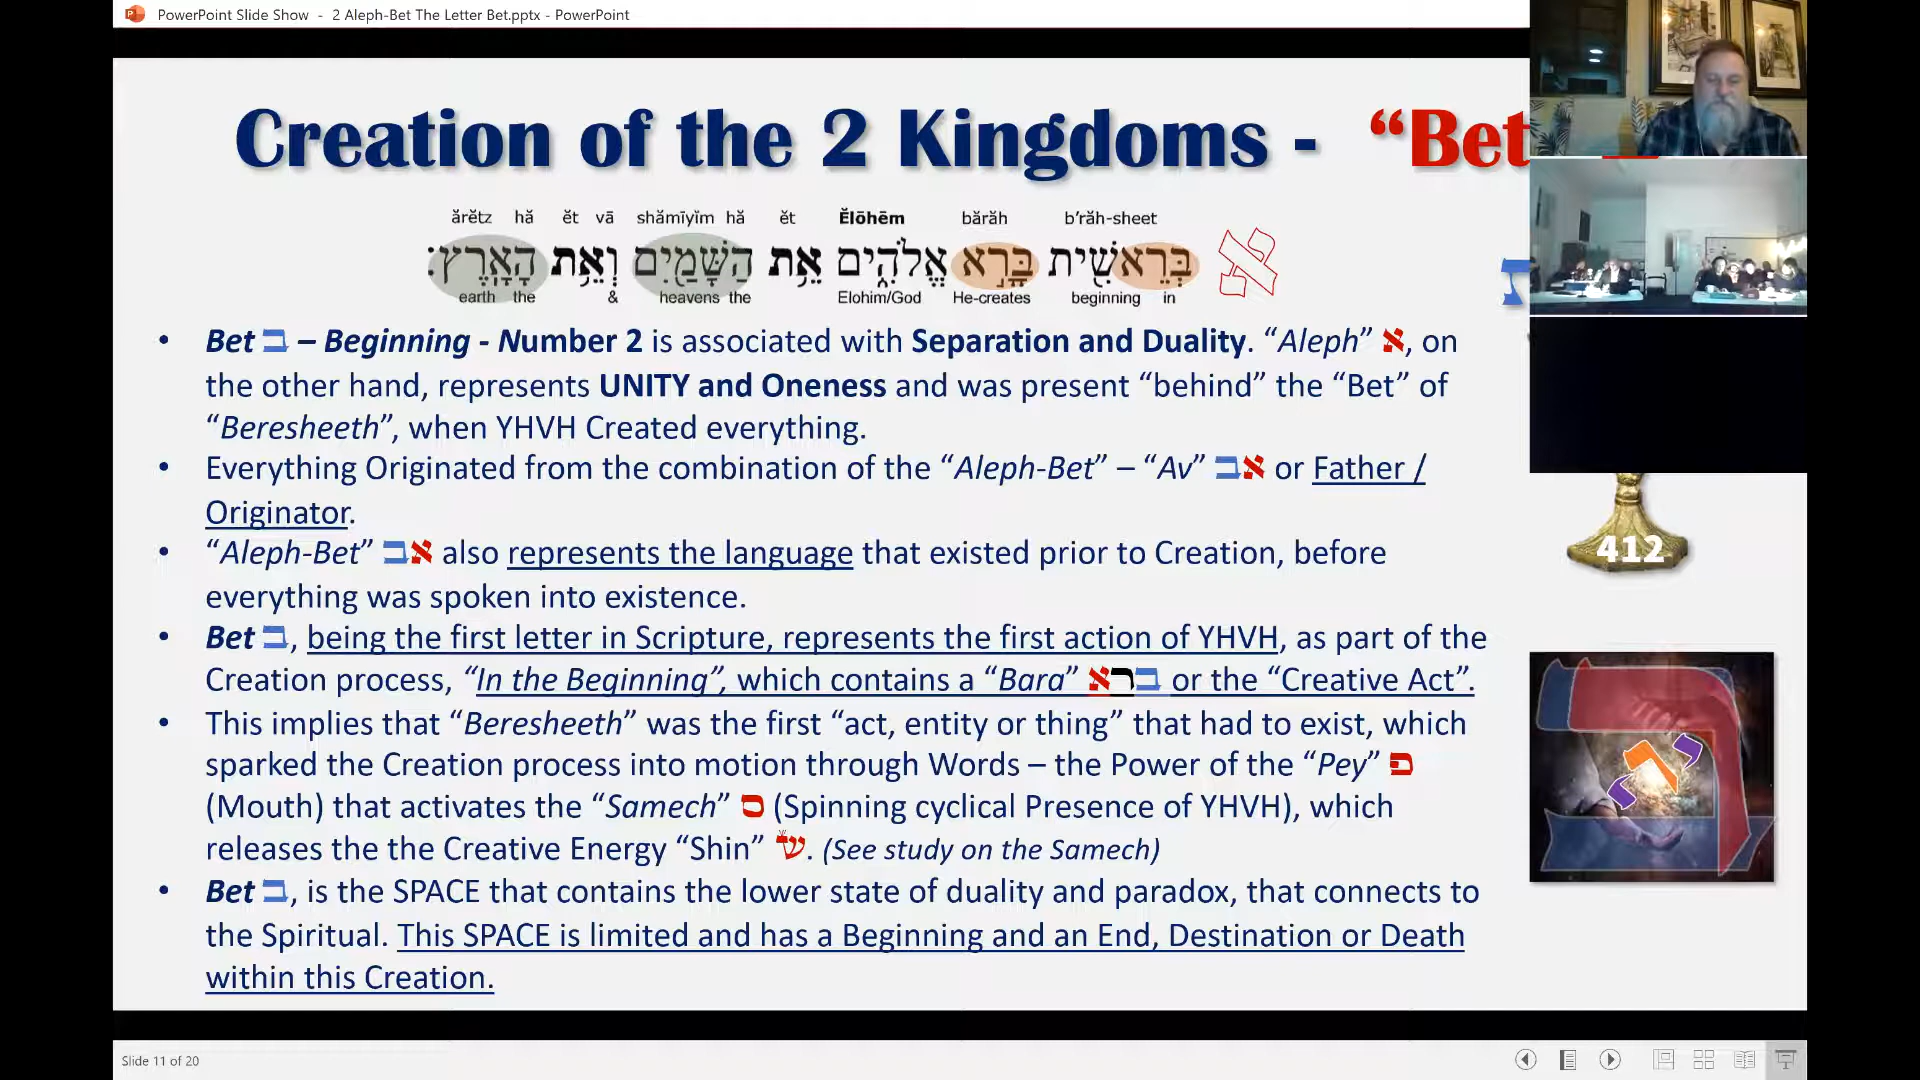 PowerPoint Slide Show - 2 Aleph-Bet The Letter Bet.pptx - PowerPoint
Creation of the 2 Kingdoms - “Bet
ărĕtz hă ĕt vā shămīyĭm hă ĕt Ĕlōhēm bărăh b’răh-sheet
בְּרֵאשִׁ֖ית בָּרָ֣א אֱלֹהִ֑ים אֵ֥ת הַשָּׁמַ֖יִם וְאֵ֥ת הָאָֽרֶץ׃ א
earth the & heavens the Elohim/God He-creates beginning in
• Bet ב – Beginning - Number 2 is associated with Separation and Duality. “Aleph” א, on
the other hand, represents UNITY and Oneness and was present “behind” the “Bet” of
“Beresheeth”, when YHVH Created everything.
• Everything Originated from the combination of the “Aleph-Bet” – “Av” אב or Father /
Originator.
• “Aleph-Bet” אב also represents the language that existed prior to Creation, before
everything was spoken into existence.
• Bet ב, being the first letter in Scripture, represents the first action of YHVH, as part of the
Creation process, “In the Beginning”, which contains a “Bara” ברא or the “Creative Act”.
• This implies that “Beresheeth” was the first “act, entity or thing” that had to exist, which
sparked the Creation process into motion through Words – the Power of the “Pey” פ
(Mouth) that activates the “Samech” ס (Spinning cyclical Presence of YHVH), which
releases the the Creative Energy “Shin” שׁ. (See study on the Samech)
• Bet ב, is the SPACE that contains the lower state of duality and paradox, that connects to
the Spiritual. This SPACE is limited and has a Beginning and an End, Destination or Death
within this Creation.
412
Slide 11 of 20